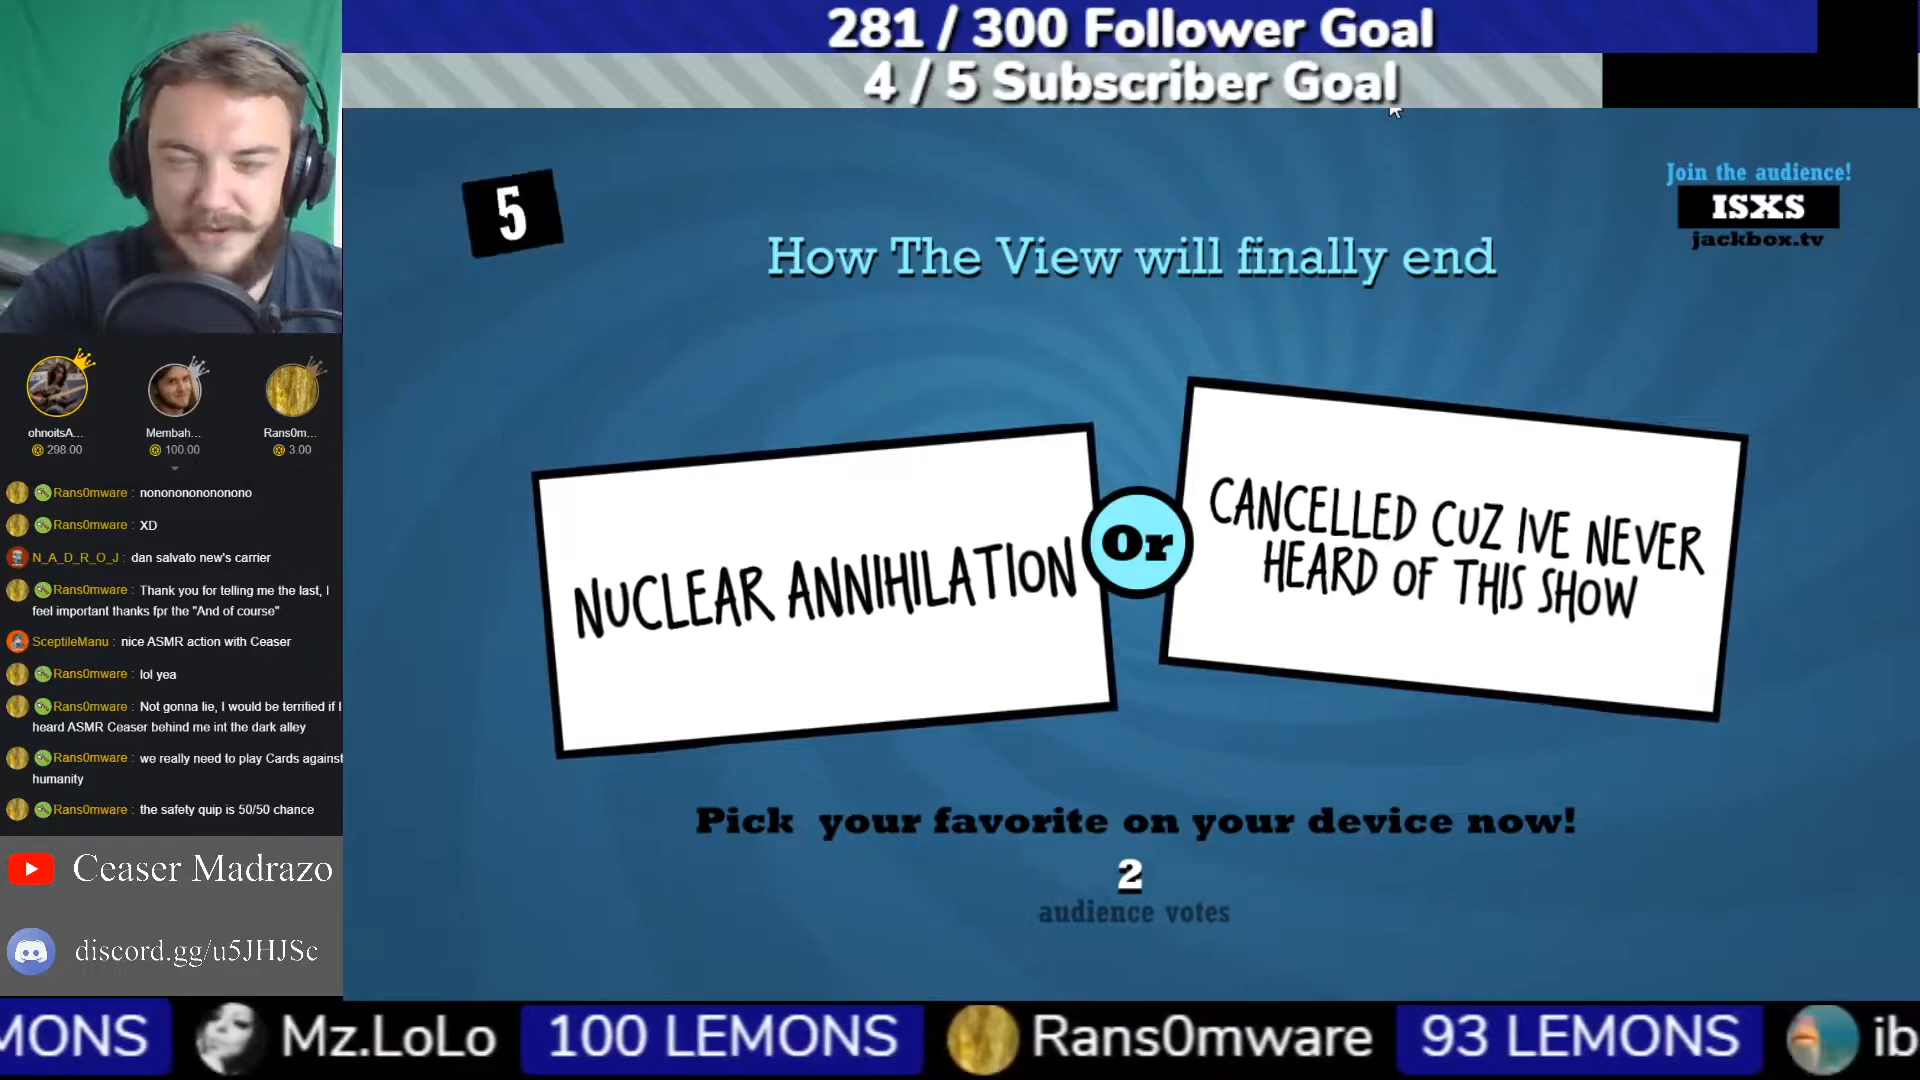 281 / 300 Follower Goal
4 / 5 Subscriber Goal
Join the audience!
ISXS
jackbox.tv
5
How The View will finally end
NUCLEAR ANNIHILATION
Or
CANCELLED CUZ IVE NEVER
HEARD OF THIS SHOW
Pick your favorite on your device now!
2
audience votes
ohnoitsA...
Membah...
Rans0m...
298.00
100.00
3.00
Rans0mware : nononononononono
Rans0mware : XD
N_A_D_R_O_J : dan salvato new's carrier
Rans0mware : Thank you for telling me the last, I
feel important thanks fpr the "And of course"
SceptileManu : nice ASMR action with Ceaser
Rans0mware : lol yea
Rans0mware : Not gonna lie, I would be terrified if I
heard ASMR Ceaser behind me int the dark alley
Rans0mware : we really need to play Cards against
humanity
Rans0mware : the safety quip is 50/50 chance
Ceaser Madrazo
discord.gg/u5JHJSc
MONS Mz.LoLo 100 LEMONS Rans0mware 93 LEMONS ib